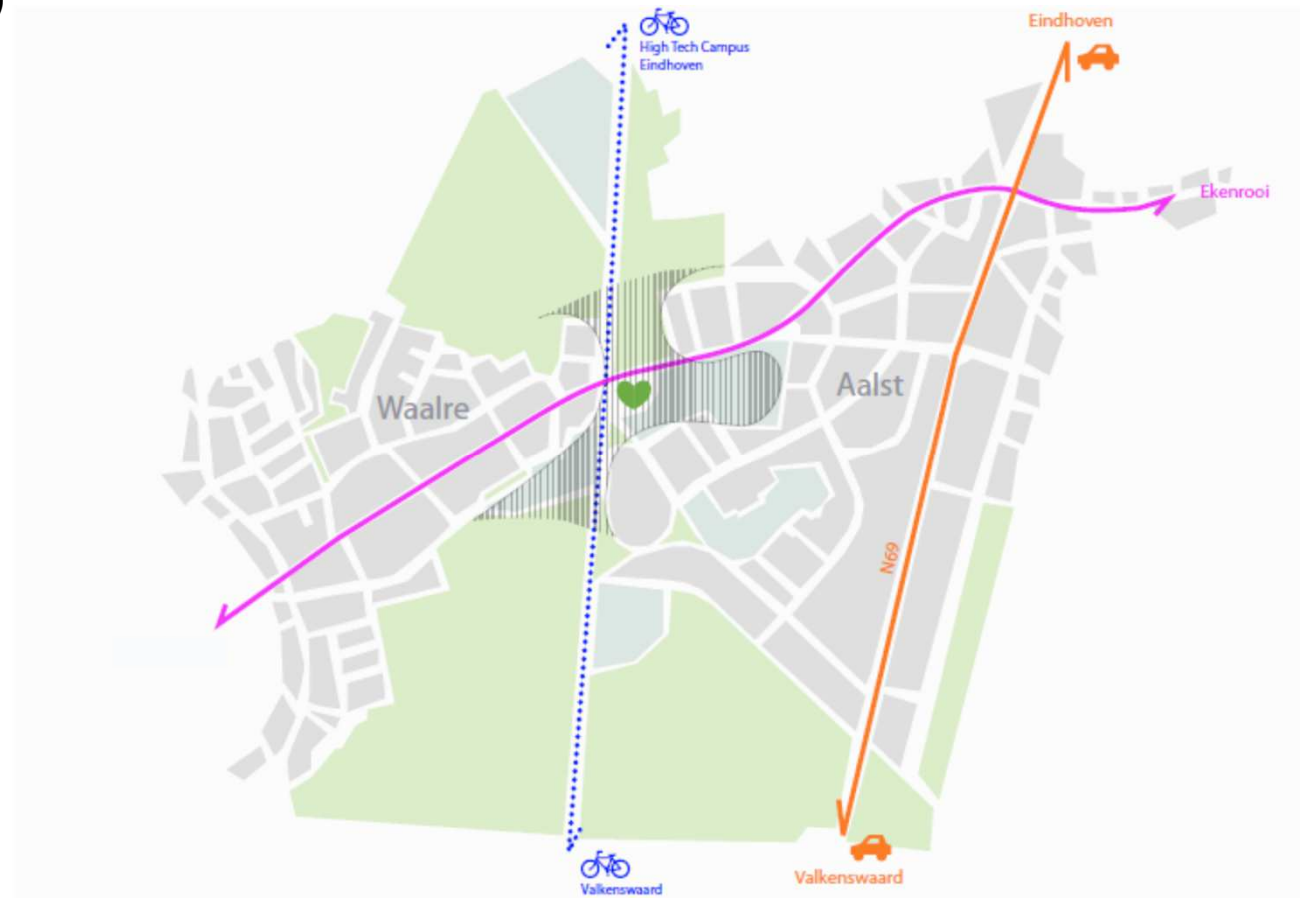 High Tech Campus
Eindhoven
Eindhoven
Ekenrooi
Waalre
Aalst
N69
Valkenswaard
Valkenswaard